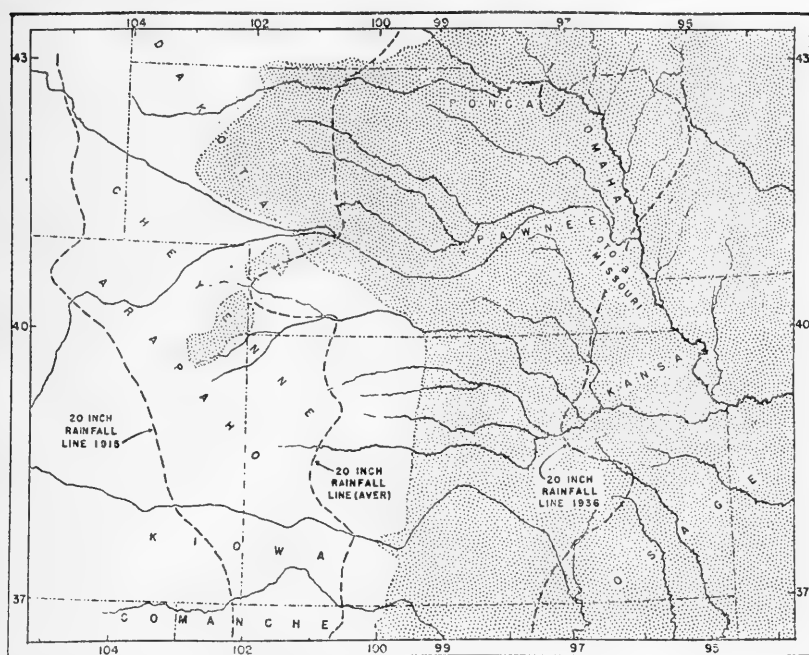 104 102 100 99 97 95
43 43
DAKOTA
PONCA
OMAHA
CHEYENNE
PAWNEE
OTO &
MISSOURI
ARAPAHO
40 40
KANSA
20 INCH
RAINFALL
LINE 1915
20 INCH
RAINFALL
LINE (AVER)
20 INCH
RAINFALL
LINE 1936
OSAGE
KIOWA
37 37
COMANCHE
104 102 100 99 97 95